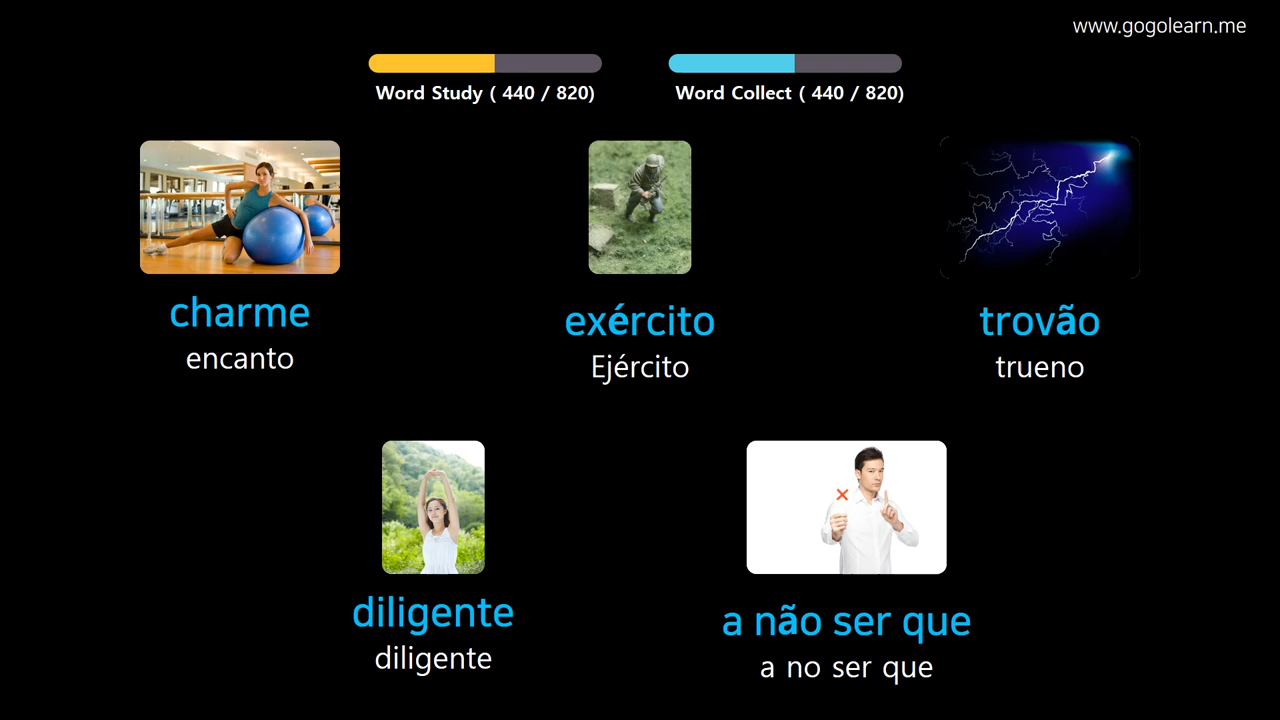 www.gogolearn.me
Word Study ( 440 / 820)
Word Collect ( 440 / 820)
charme
encanto
exército
Ejército
trovão
trueno
diligente
diligente
a não ser que
a no ser que